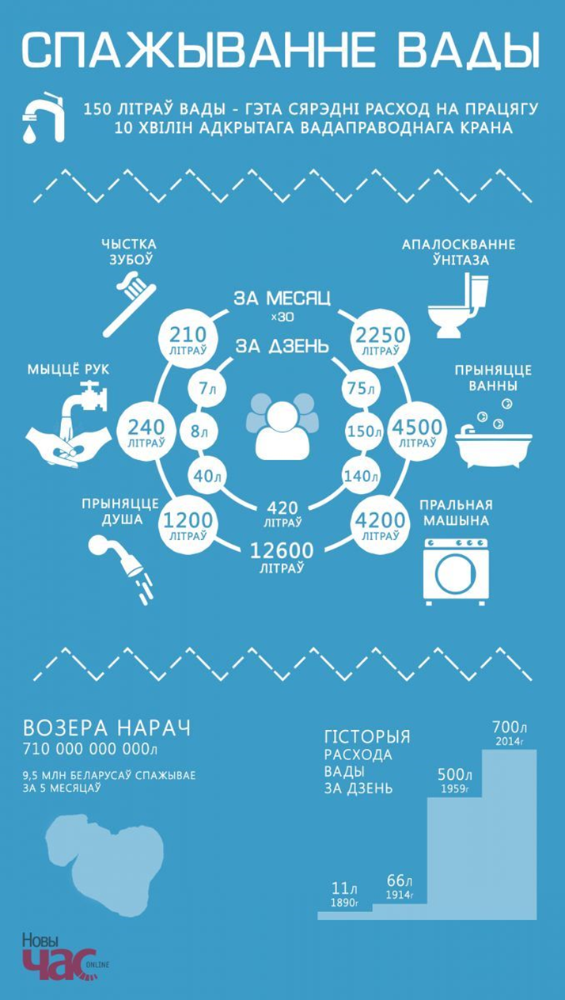 СПАЖЫВАННЕ ВАДЫ
150 ЛІТРАЎ ВАДЫ - ГЭТА СЯРЭДНІ РАСХОД НА ПРАЦЯГУ
10 ХВІЛІН АДКРЫТАГА ВАДАПРАВОДНАГА КРАНА
ЧЫСТКА
ЗУБОЎ
АПАЛОСКВАННЕ
ЎНІТАЗА
ЗА МЕСЯЦ
x30
ЗА ДЗЕНЬ
210
ЛІТРАЎ
2250
ЛІТРАЎ
МЫЦЦЁ РУК
ПРЫНЯЦЦЕ
ВАННЫ
7л
75л
240
ЛІТРАЎ
8л
150л
4500
ЛІТРАЎ
40л
140л
ПРЫНЯЦЦЕ
ДУША
ПРАЛЬНАЯ
МАШЫНА
1200
ЛІТРАЎ
420
ЛІТРАЎ
4200
ЛІТРАЎ
12600
ЛІТРАЎ
ВОЗЕРА НАРАЧ
710 000 000 000л
9,5 МЛН БЕЛАРУСАЎ СПАЖЫВАЕ
ЗА 5 МЕСЯЦАЎ
ГІСТОРЫЯ
РАСХОДА
ВАДЫ
ЗА ДЗЕНЬ
11л
1890г
66л
1914г
500л
1959г
700л
2014г
Новы
час
ONLINE